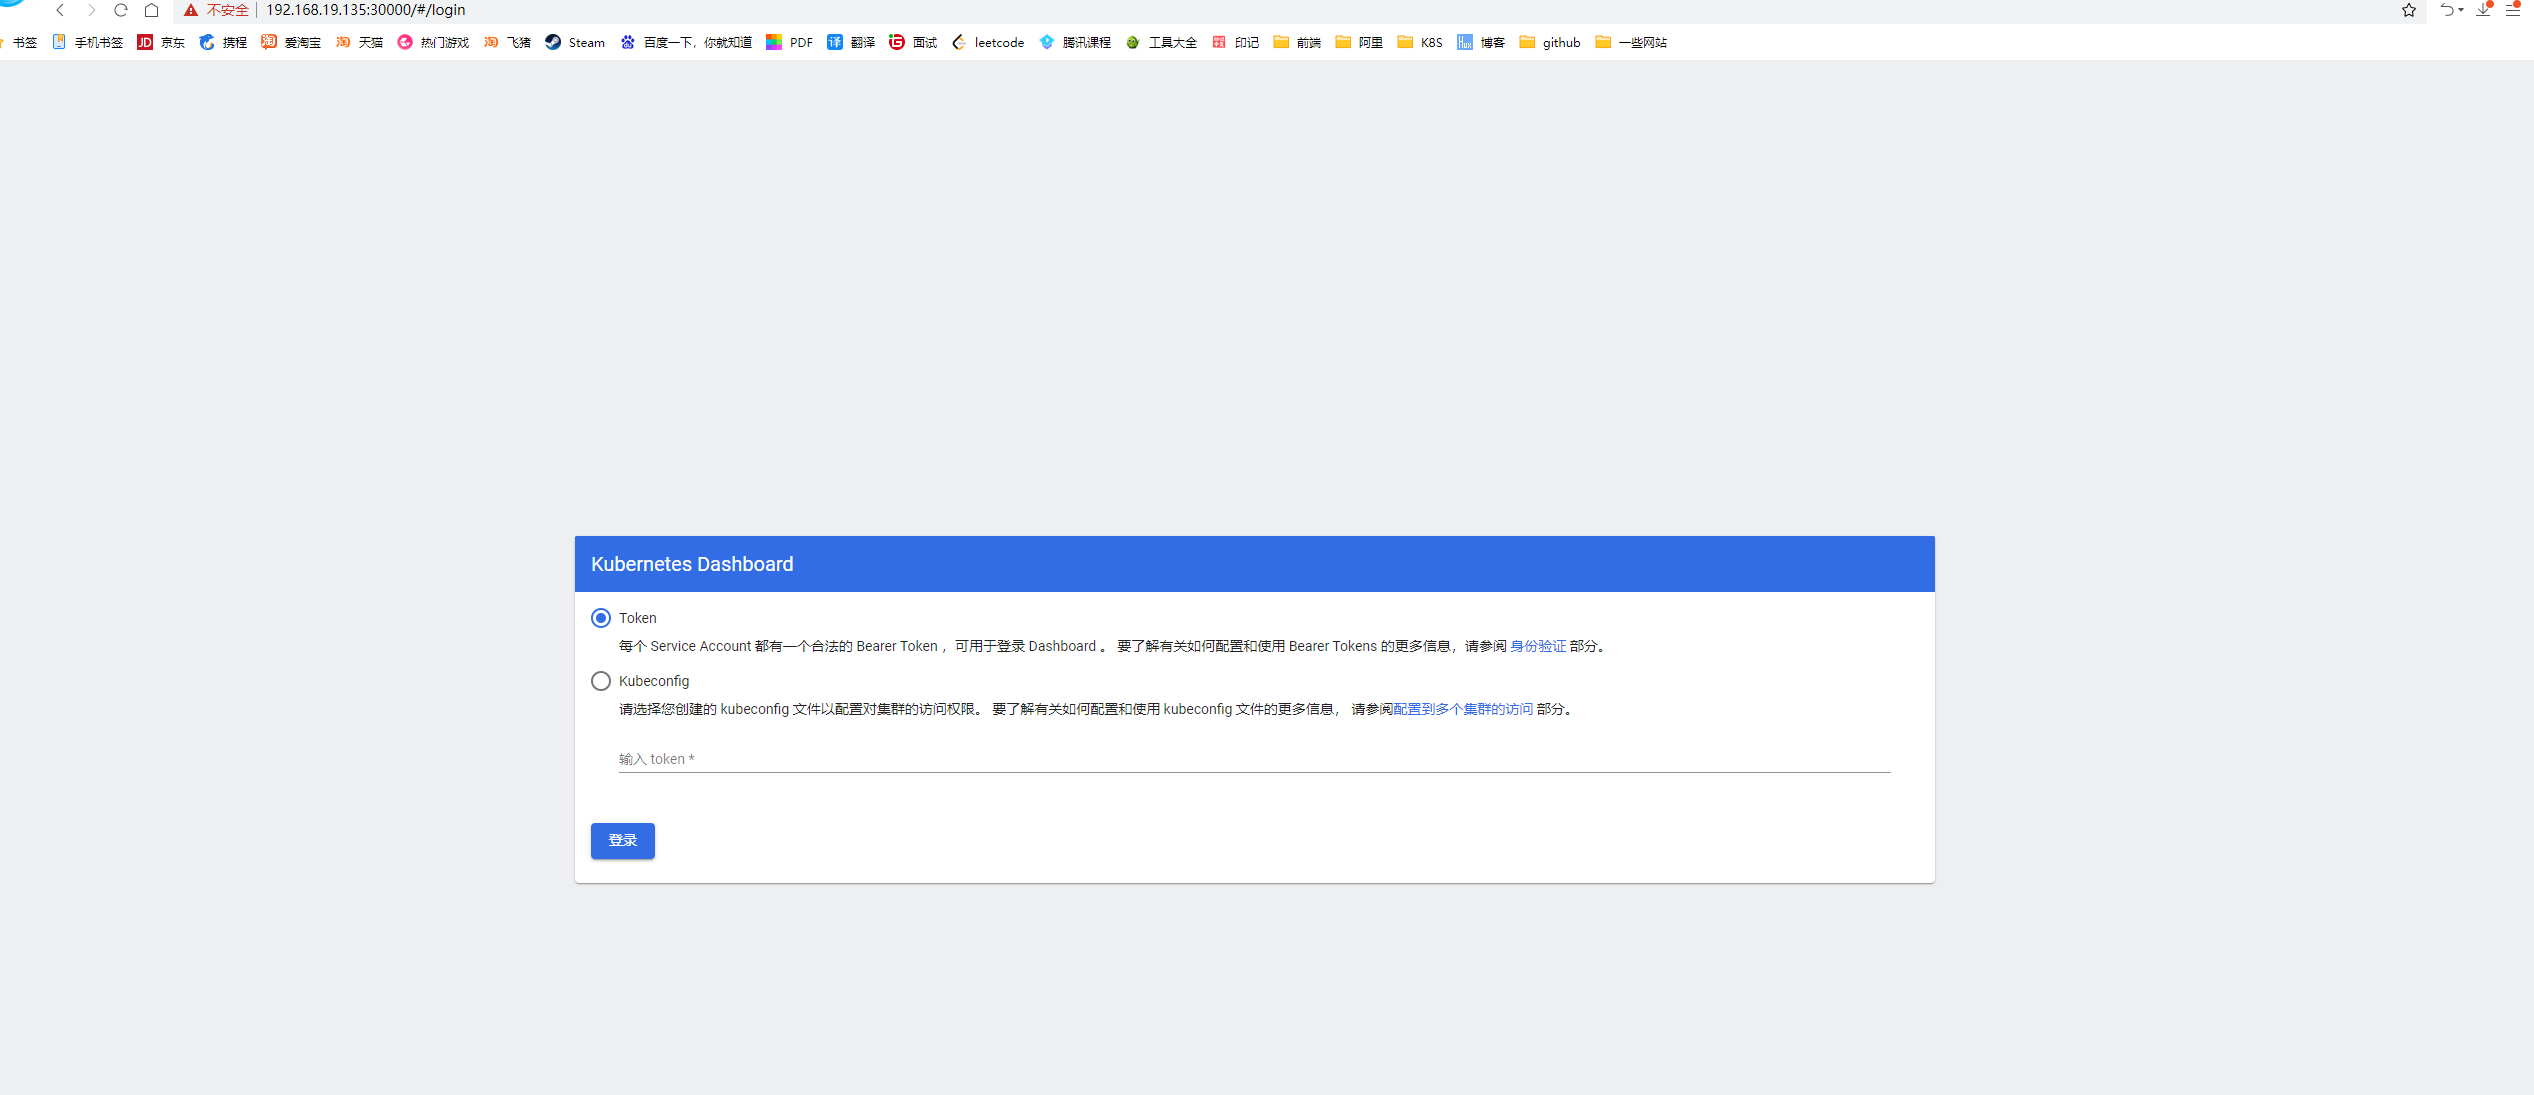 不安全 192.168.19.135:30000/#/login
书签 手机书签 JD 京东 携程 淘 爱淘宝 淘 天猫 热门游戏 淘 飞猪 Steam 百度一下，你就知道 PDF 译 翻译 面试 leetcode 腾讯课程 工具大全 印记 前端 阿里 K8S Hux 博客 github 一些网站
Kubernetes Dashboard
Token
每个 Service Account 都有一个合法的 Bearer Token ，可用于登录 Dashboard 。 要了解有关如何配置和使用 Bearer Tokens 的更多信息，请参阅 身份验证 部分。
Kubeconfig
请选择您创建的 kubeconfig 文件以配置对集群的访问权限。 要了解有关如何配置和使用 kubeconfig 文件的更多信息， 请参阅配置到多个集群的访问 部分。
输入 token *
登录